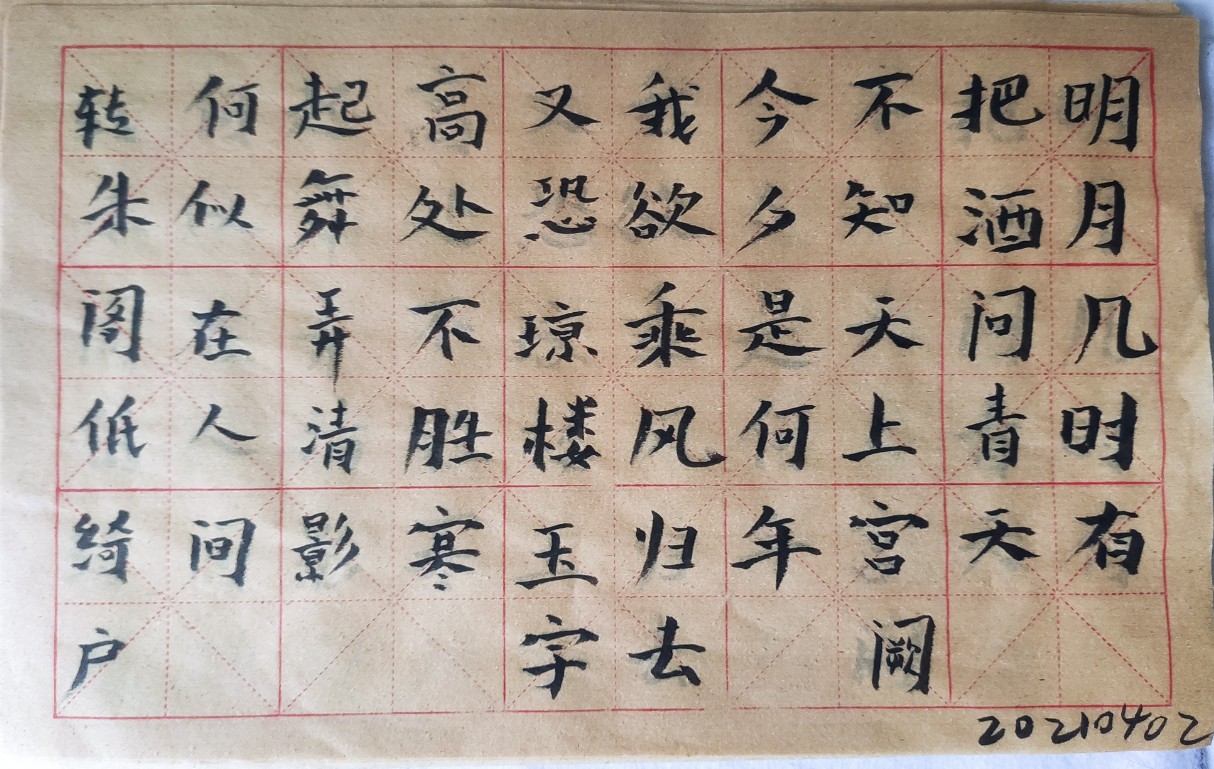 明月几时有
把酒问青天
不知天上宫阙
今夕是何年
我欲乘风归去
又恐琼楼玉宇
高处不胜寒
起舞弄清影
何似在人间
转朱阁低绮户
20210402